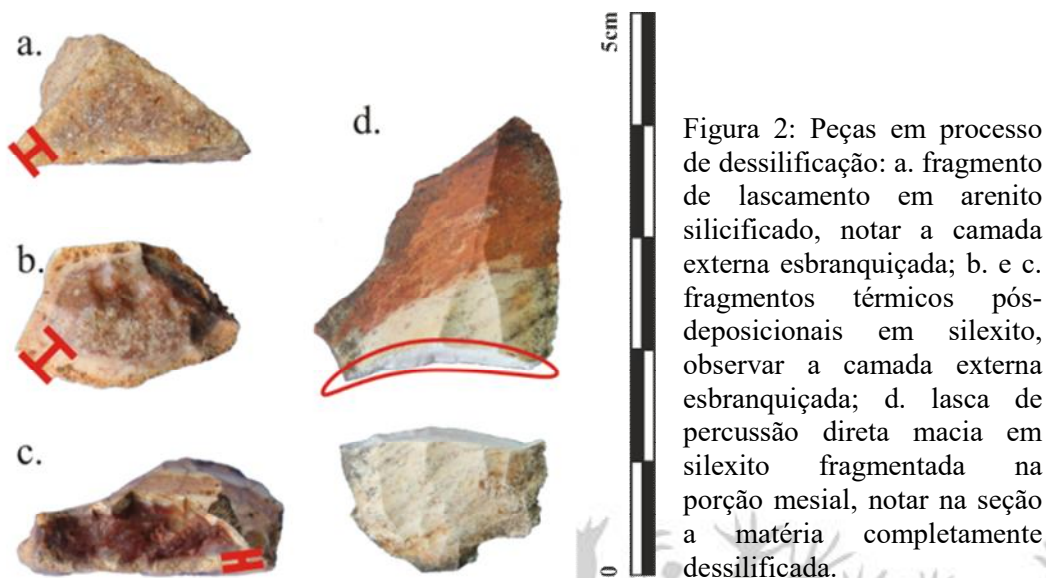 a.
b.
c.
d.
5cm
0
Figura 2: Peças em processo
de dessilificação: a. fragmento
de lascamento em arenito
silicificado, notar a camada
externa esbranquiçada; b. e c.
fragmentos térmicos pós-
deposicionais em silexito,
observar a camada externa
esbranquiçada; d. lasca de
percussão direta macia em
silexito fragmentada na
porção mesial, notar na seção
a matéria completamente
dessilificada.